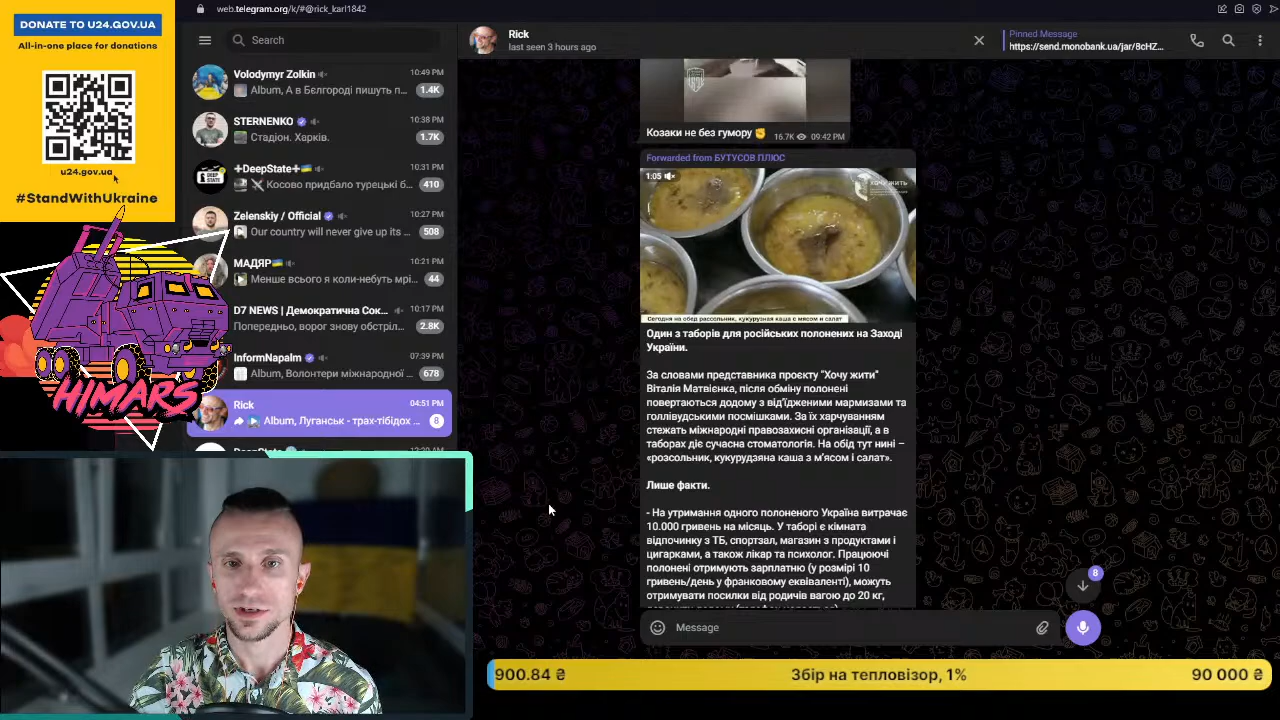 DONATE TO U24.GOV.UA
All-in-one place for donations
u24.gov.ua
#StandWithUkraine
HIMARS
web.telegram.org/k/#@rick_karl1842
Search
Volodymyr Zolkin 10:49 PM
Album, А в Бєлгороді пишуть п... 1.4K
STERNENKO 10:38 PM
Стадіон. Харків. 1.7K
+DeepState+ 10:31 PM
Косово придбало турецькі б... 410
Zelenskiy / Official 10:27 PM
Our country will never give up its ... 508
МАДЯР
Менше всього я коли-небуть мрі... 44
D7 NEWS | Демократична Сок... 10:17 PM
Попередньо, ворог знову обстріл... 2.8K
InformNapalm 07:39 PM
Album, Волонтери міжнародної ... 678
Rick 04:51 PM
Album, Луганськ - трах-тібідох ... 8
Rick
last seen 3 hours ago
Pinned Message
https://send.monobank.ua/jar/8cHZ...
Козаки не без гумору 16.7K 09:42 PM
Forwarded from БУТУСОВ ПЛЮС
1:05
ХОЧУ ЖИТЬ
Сегодня на обед рассольник, кукурузная каша с мясом и салат
Один з таборів для російських полонених на Заході
України.
За словами представника проєкту "Хочу жити"
Віталія Матвієнка, після обміну полонені
повертаються додому з від'їдженими мармизами та
голлівудськими посмішками. За їх харчуванням
стежать міжнародні правозахисні організації, а в
таборах діє сучасна стоматологія. На обід тут нині –
«розсольник, кукурудзяна каша з м'ясом і салат».
Лише факти.
- На утримання одного полоненого Україна витрачає
10.000 гривень на місяць. У таборі є кімната
відпочинку з ТБ, спортзал, магазин з продуктами і
цигарками, а також лікар та психолог. Працюючі
полонені отримують зарплатню (у розмірі 10
гривень/день у франковому еквіваленті), можуть
отримувати посилки від родичів вагою до 20 кг,
8
Message
900.84 ₴ Збір на тепловізор, 1% 90 000 ₴